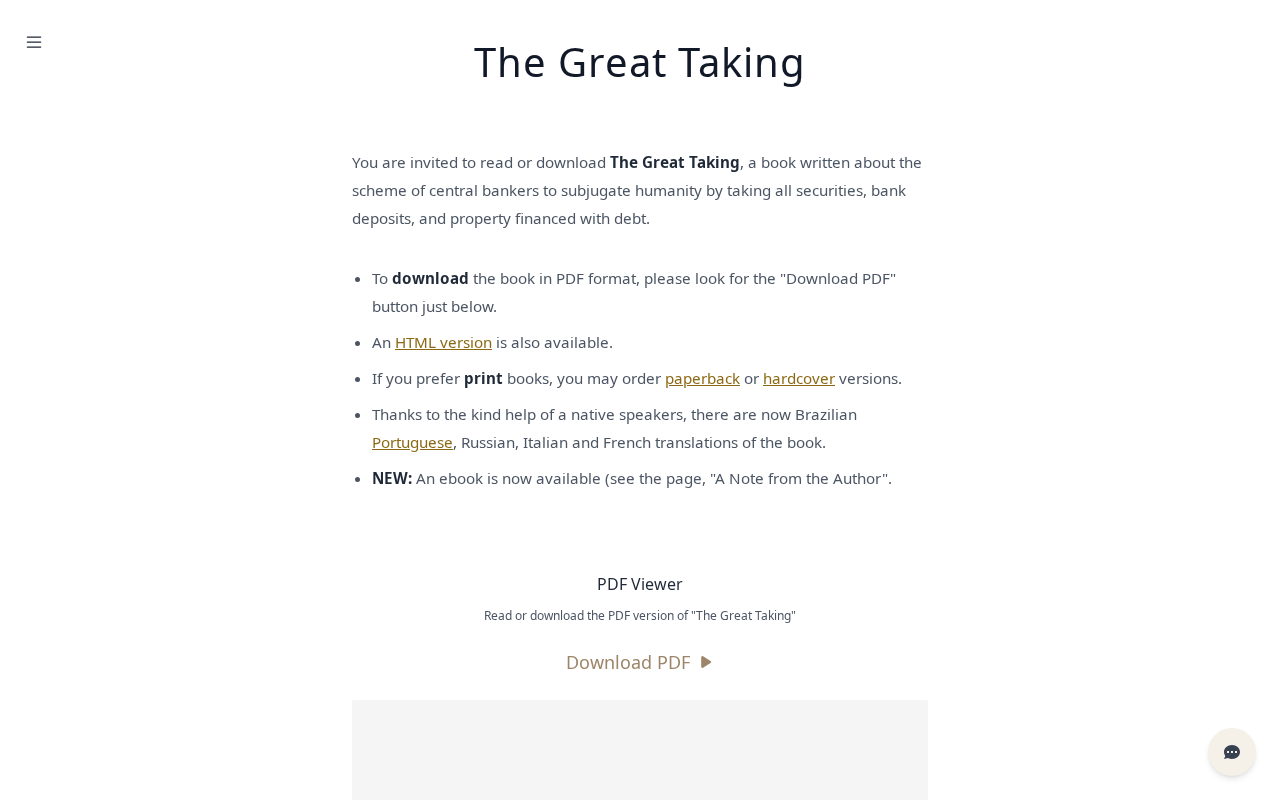 The Great Taking
You are invited to read or download The Great Taking, a book written about the
scheme of central bankers to subjugate humanity by taking all securities, bank
deposits, and property financed with debt.
• To download the book in PDF format, please look for the "Download PDF"
button just below.
• An HTML version is also available.
• If you prefer print books, you may order paperback or hardcover versions.
• Thanks to the kind help of a native speakers, there are now Brazilian
Portuguese, Russian, Italian and French translations of the book.
• NEW: An ebook is now available (see the page, "A Note from the Author".
PDF Viewer
Read or download the PDF version of "The Great Taking"
Download PDF